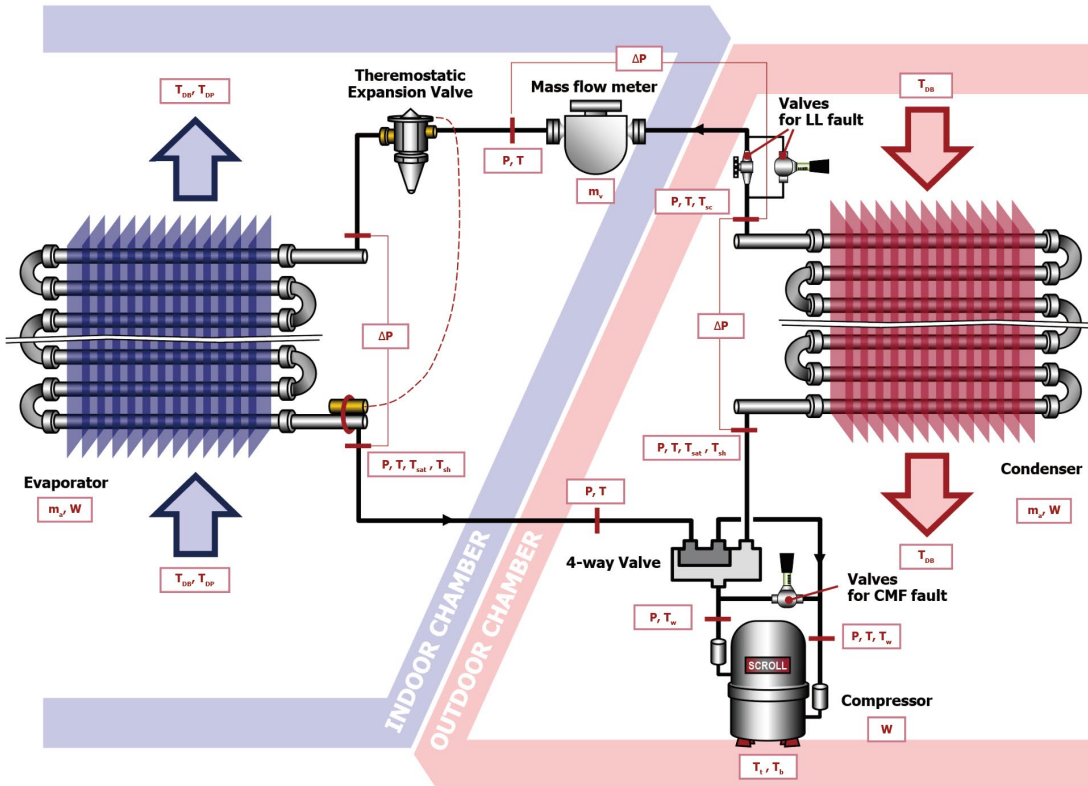 ΔP
T_DB, T_DP
Theremostatic
Expansion Valve
Mass flow meter
Valves
for LL fault
T_DB
P, T
m_v
P, T, T_sc
ΔP
ΔP
P, T, T_sat , T_sh
P, T, T_sat , T_sh
Evaporator
m_a, W
Condenser
m_a, W
P, T
INDOOR CHAMBER
OUTDOOR CHAMBER
4-way Valve
T_DB, T_DP
T_DB
Valves
for CMF fault
P, T_w
P, T, T_w
SCROLL
Compressor
W
T_t , T_b